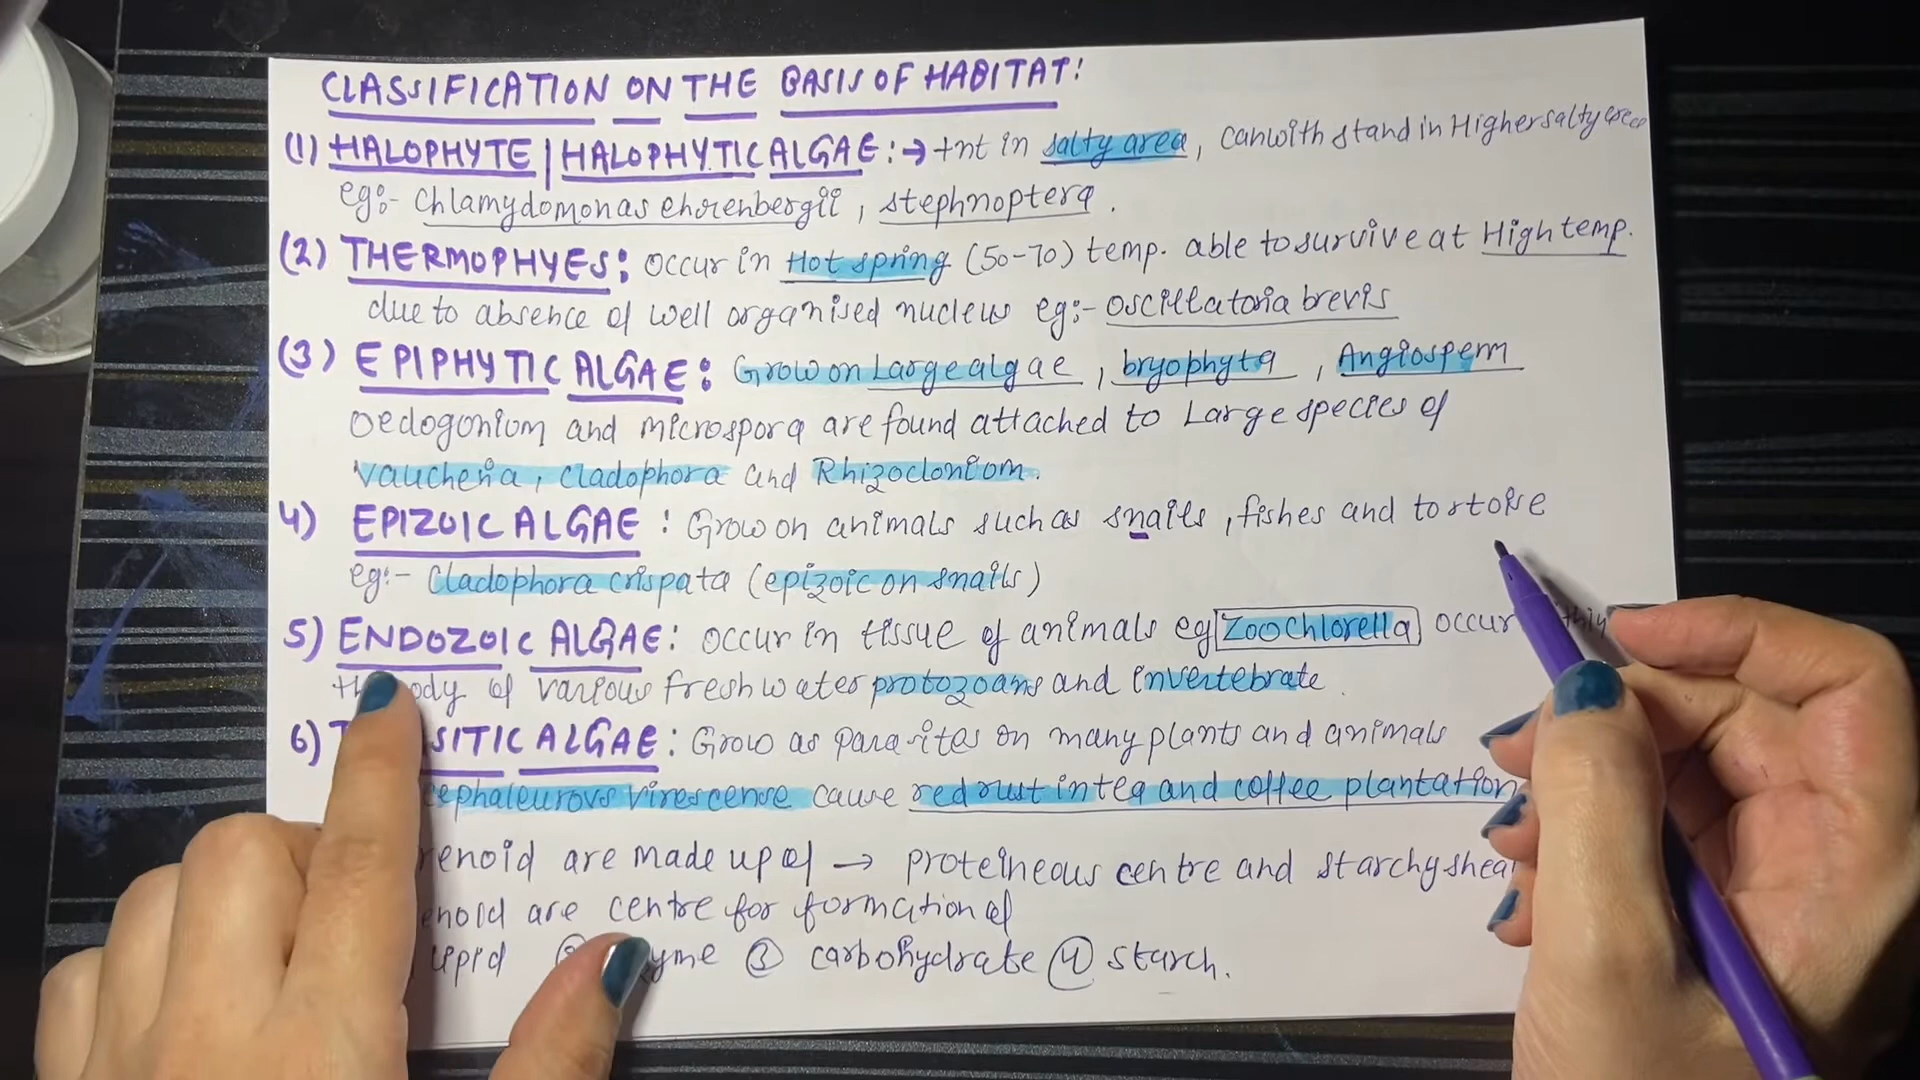 CLASSIFICATION ON THE BASIS OF HABITAT:
(1) HALOPHYTE | HALOPHYTIC ALGAE: → +nt in salty area, can with stand in Higher salty area
eg:- Chlamydomonas ehrenbergii, stephnoptera.
(2) THERMOPHYES: occur in Hot spring (50-70) temp. able to survive at High temp.
due to absence of well organised nucleus eg:- oscillatoria brevis
(3) EPIPHYTIC ALGAE: Grow on Large algae, bryophyta, Angiosperm
Oedogonium and microspora are found attached to Large species of
Vaucheria, cladophora and Rhizoclonium.
4) EPIZOIC ALGAE: Grow on animals such as snails, fishes and tortoise
eg:- Cladophora crispata (epizoic on snails)
5) ENDOZOIC ALGAE: occur in tissue of animals eg Zoochlorella occur
body of various fresh water protozoans and invertebrate.
6) SITIC ALGAE: Grow as parasites on many plants and animals
cephaleurovs virescense cause red rust in tea and coffee plantation
renoid are made up of → proteineous centre and starchy shea
enoid are centre for formation of
lipid yme ③ carbohydrate ④ starch.